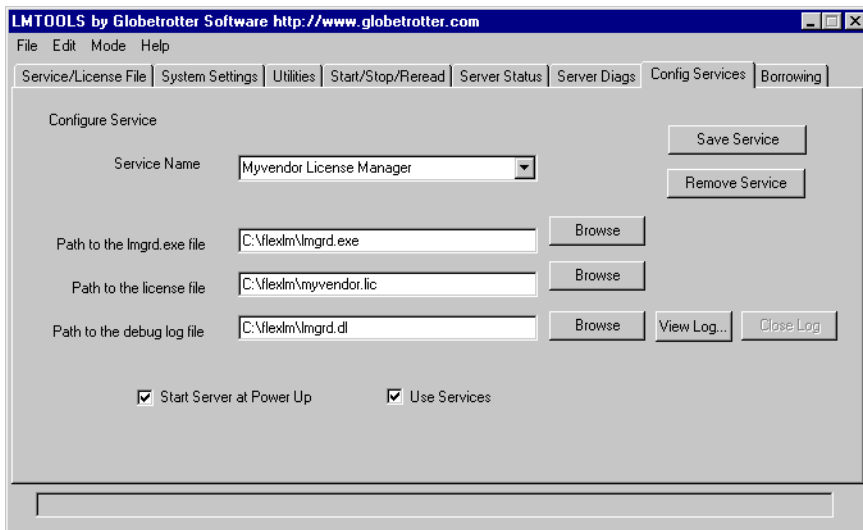 LMTOOLS by Globetrotter Software http://www.globetrotter.com
File Edit Mode Help
Service/License File System Settings Utilities Start/Stop/Reread Server Status Server Diags Config Services Borrowing
Configure Service
Save Service
Service Name Myvendor License Manager
Remove Service
Path to the lmgrd.exe file C:\flexlm\lmgrd.exe Browse
Path to the license file C:\flexlm\myvendor.lic Browse
Path to the debug log file C:\flexlm\lmgrd.dl Browse View Log... Close Log
Start Server at Power Up Use Services